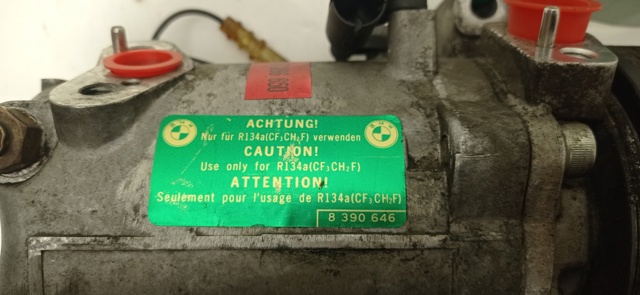 ACHTUNG!
Nur für R134a(CF₃CH₂F) verwenden
CAUTION!
Use only for R134a(CF₃CH₂F)
ATTENTION!
Seulement pour l'usage de R134a(CF₃CH₂F)
8 390 646